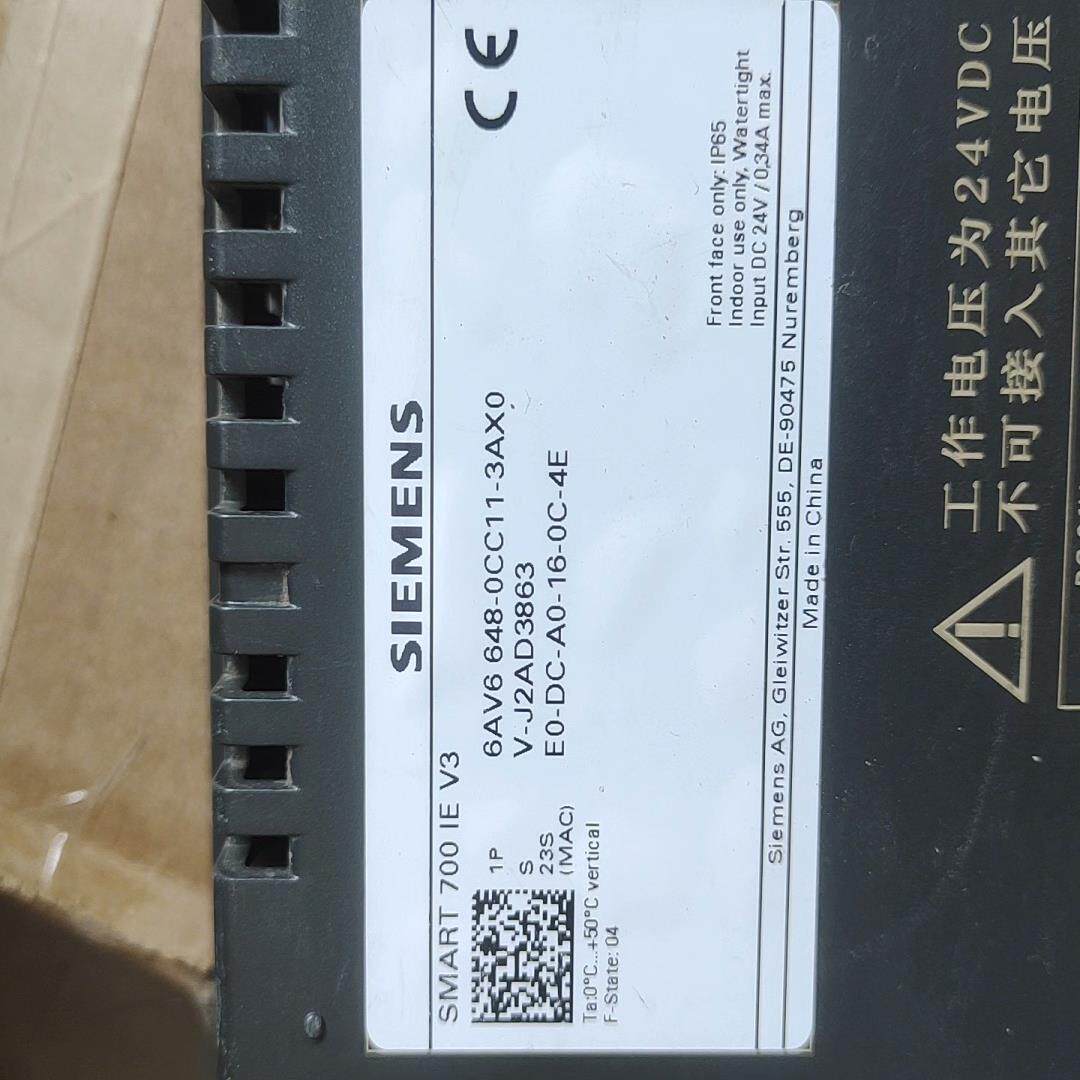 SIEMENS
CE
SMART 700 IE V3
1P 6AV6 648-0CC11-3AX0
S V-J2AD3863
23S E0-DC-A0-16-0C-4E
(MAC)
Ta:0°C...+50°C vertical
F-State: 04
Front face only: IP65
Indoor use only, Watertight
Input DC 24V / 0,34A max.
Siemens AG, Gleiwitzer Str. 555, DE-90475 Nuremberg
Made in China
工作电压为24VDC
不可接入其它电压